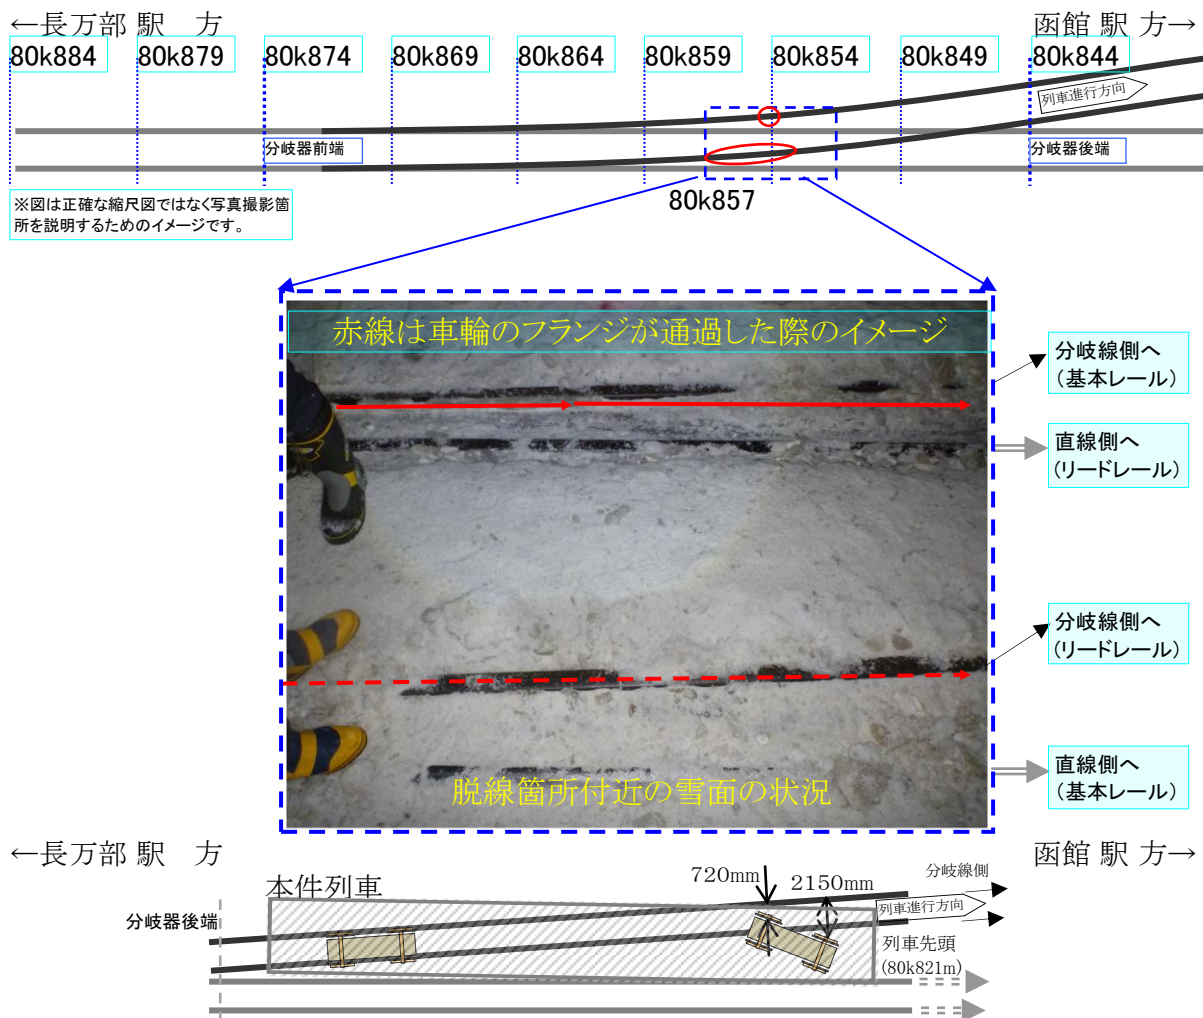 ←長万部 駅　方
函館 駅 方→
80k884
80k879
80k874
80k869
80k864
80k859
80k854
80k849
80k844
列車進行方向
分岐器前端
分岐器後端
80k857
※図は正確な縮尺図ではなく写真撮影箇
所を説明するためのイメージです。
赤線は車輪のフランジが通過した際のイメージ
分岐線側へ
(基本レール)
直線側へ
(リードレール)
分岐線側へ
(リードレール)
脱線箇所付近の雪面の状況
直線側へ
(基本レール)
←長万部 駅　方
函館 駅 方→
本件列車
720mm
2150mm
分岐線側
列車進行方向
分岐器後端
列車先頭
(80k821m)